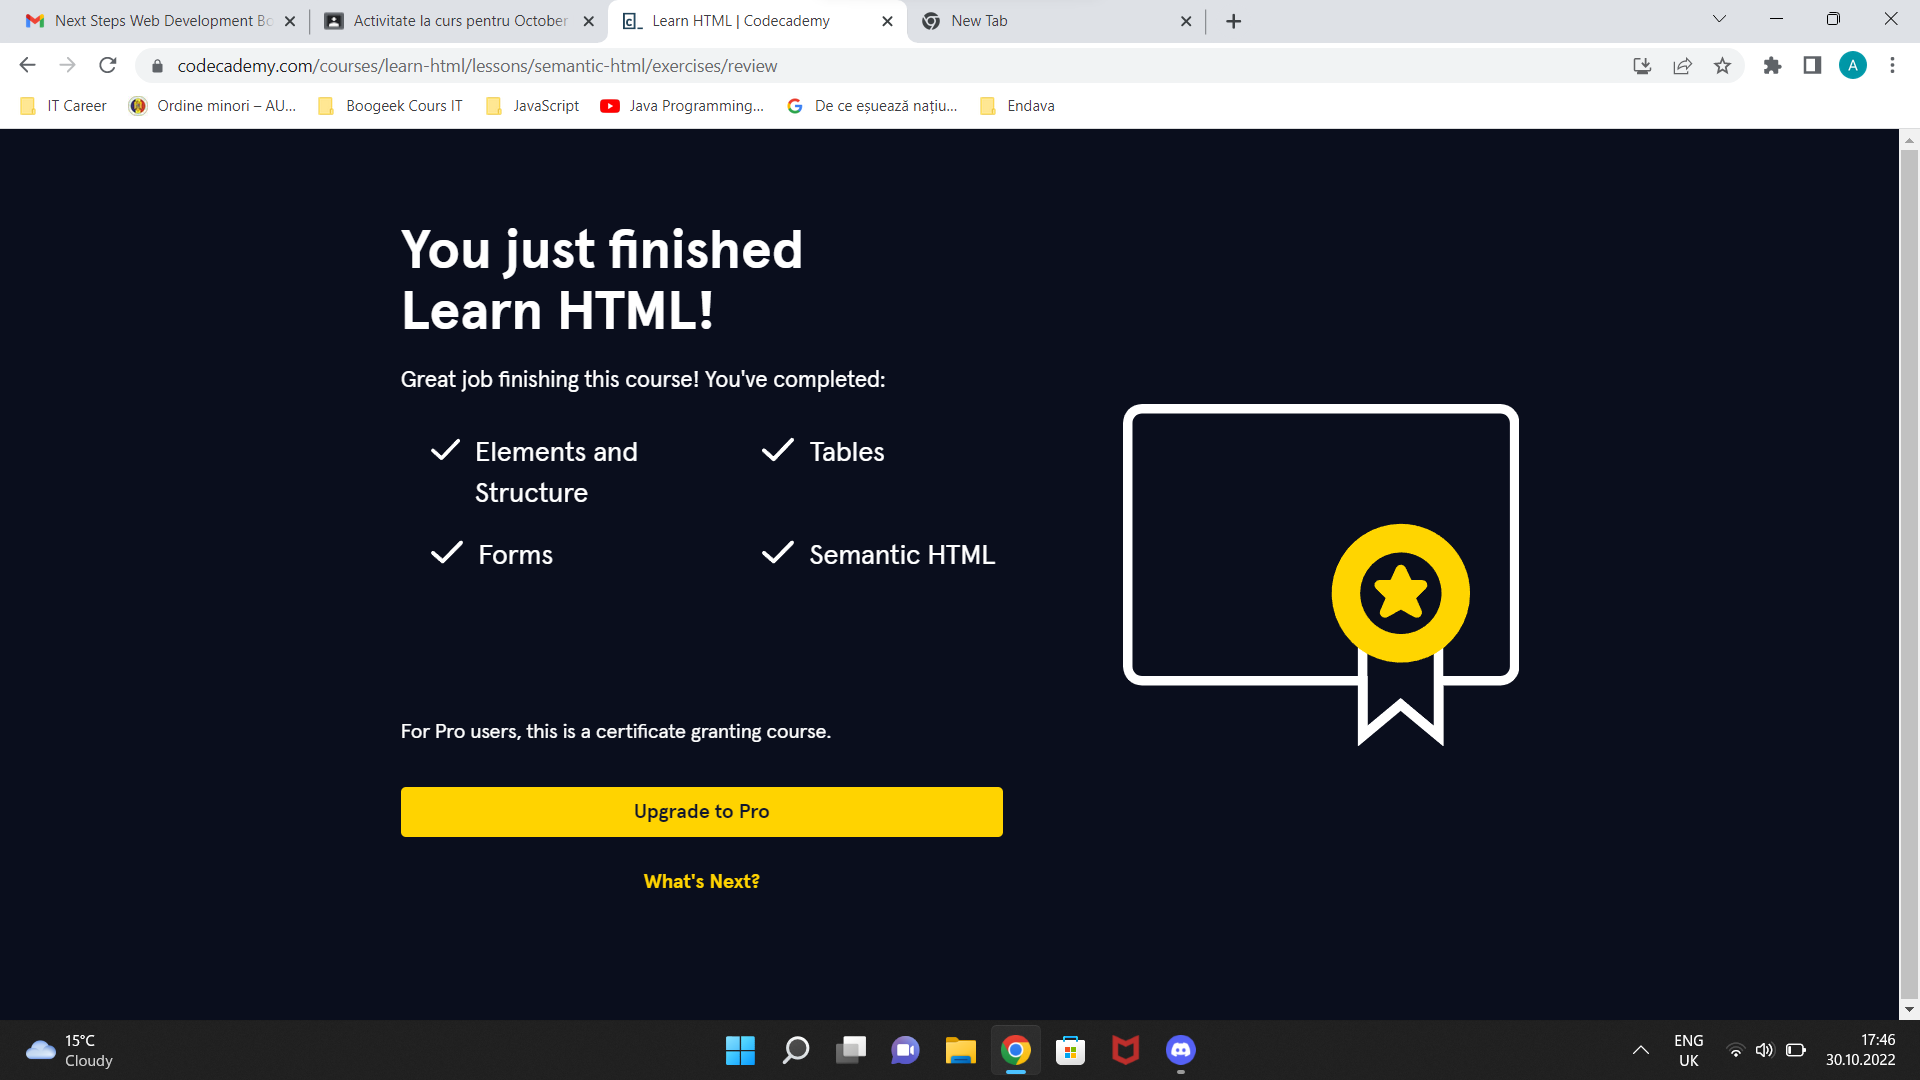 Next Steps Web Development Bo
Activitate la curs pentru October
Learn HTML | Codecademy
New Tab
codecademy.com/courses/learn-html/lessons/semantic-html/exercises/review
A
IT Career
Ordine minori – AU...
Boogeek Cours IT
JavaScript
Java Programming...
De ce eșuează națiu...
Endava
You just finished
Learn HTML!
Great job finishing this course! You've completed:
Elements and
Structure
Tables
Forms
Semantic HTML
For Pro users, this is a certificate granting course.
Upgrade to Pro
What's Next?
15°C
Cloudy
ENG
UK
17:46
30.10.2022